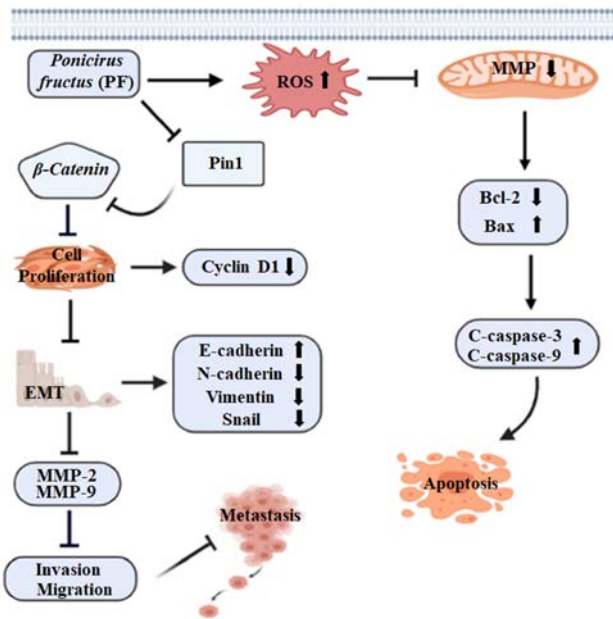 Ponicirus
fructus (PF)
ROS ⬆
MMP ⬇
Pin1
β-Catenin
Bcl-2 ⬇
Bax ⬆
Cell
Proliferation
Cyclin D1 ⬇
C-caspase-3
C-caspase-9 ⬆
EMT
E-cadherin ⬆
N-cadherin ⬇
Vimentin ⬇
Snail ⬇
Apoptosis
MMP-2
MMP-9
Metastasis
Invasion
Migration